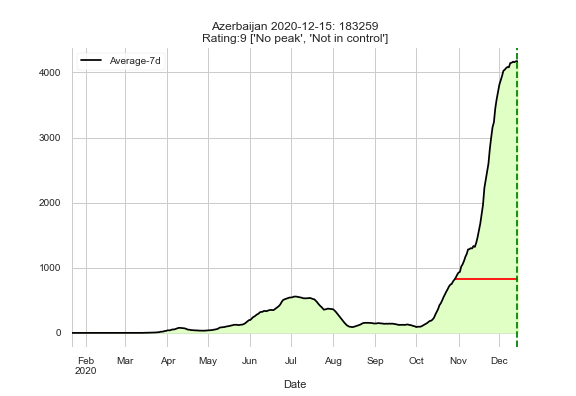 Azerbaijan 2020-12-15: 183259
Rating:9 ['No peak', 'Not in control']
Average-7d
4000
3000
2000
1000
0
Feb Mar Apr May Jun Jul Aug Sep Oct Nov Dec
2020
Date